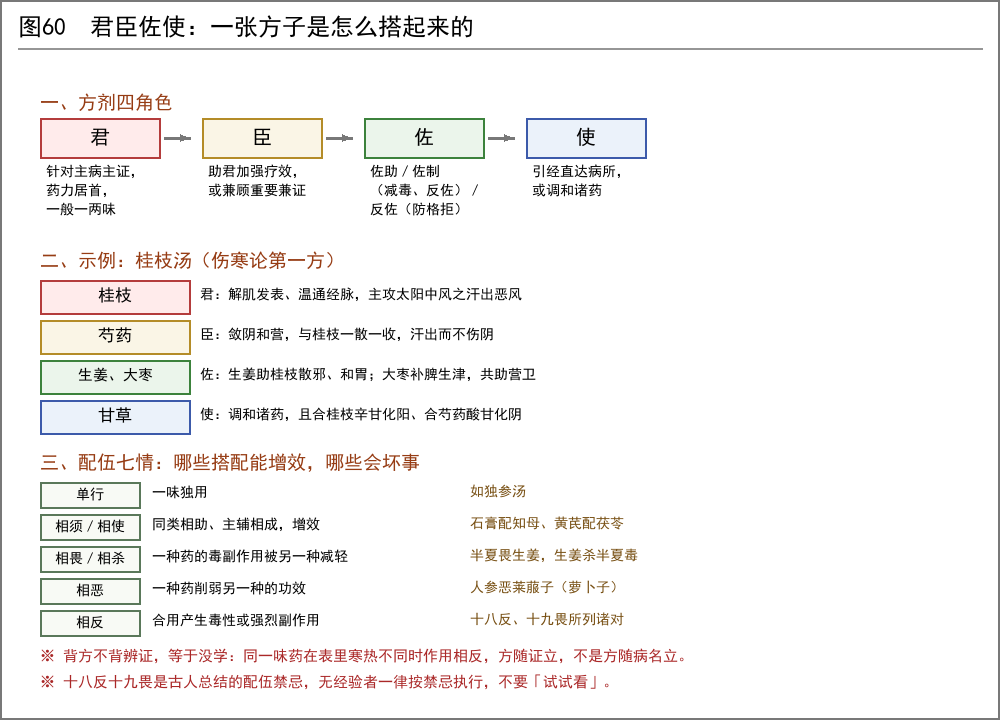 图60　君臣佐使：一张方子是怎么搭起来的
一、方剂四角色
君
臣
佐
使
针对主病主证，
药力居首，
一般一两味
助君加强疗效，
或兼顾重要兼证
佐助 / 佐制
（减毒、反佐） /
反佐（防格拒）
引经直达病所，
或调和诸药
二、示例：桂枝汤（伤寒论第一方）
桂枝
君：解肌发表、温通经脉，主攻太阳中风之汗出恶风
芍药
臣：敛阴和营，与桂枝一散一收，汗出而不伤阴
生姜、大枣
佐：生姜助桂枝散邪、和胃；大枣补脾生津，共助营卫
甘草
使：调和诸药，且合桂枝辛甘化阳、合芍药酸甘化阴
三、配伍七情：哪些搭配能增效，哪些会坏事
单行 一味独用 如独参汤
相须 / 相使 同类相助、主辅相成，增效 石膏配知母、黄芪配茯苓
相畏 / 相杀 一种药的毒副作用被另一种减轻 半夏畏生姜，生姜杀半夏毒
相恶 一种药削弱另一种的功效 人参恶莱菔子（萝卜子）
相反 合用产生毒性或强烈副作用 十八反、十九畏所列诸对
※ 背方不背辨证，等于没学：同一味药在表里寒热不同时作用相反，方随证立，不是方随病名立。
※ 十八反十九畏是古人总结的配伍禁忌，无经验者一律按禁忌执行，不要「试试看」。